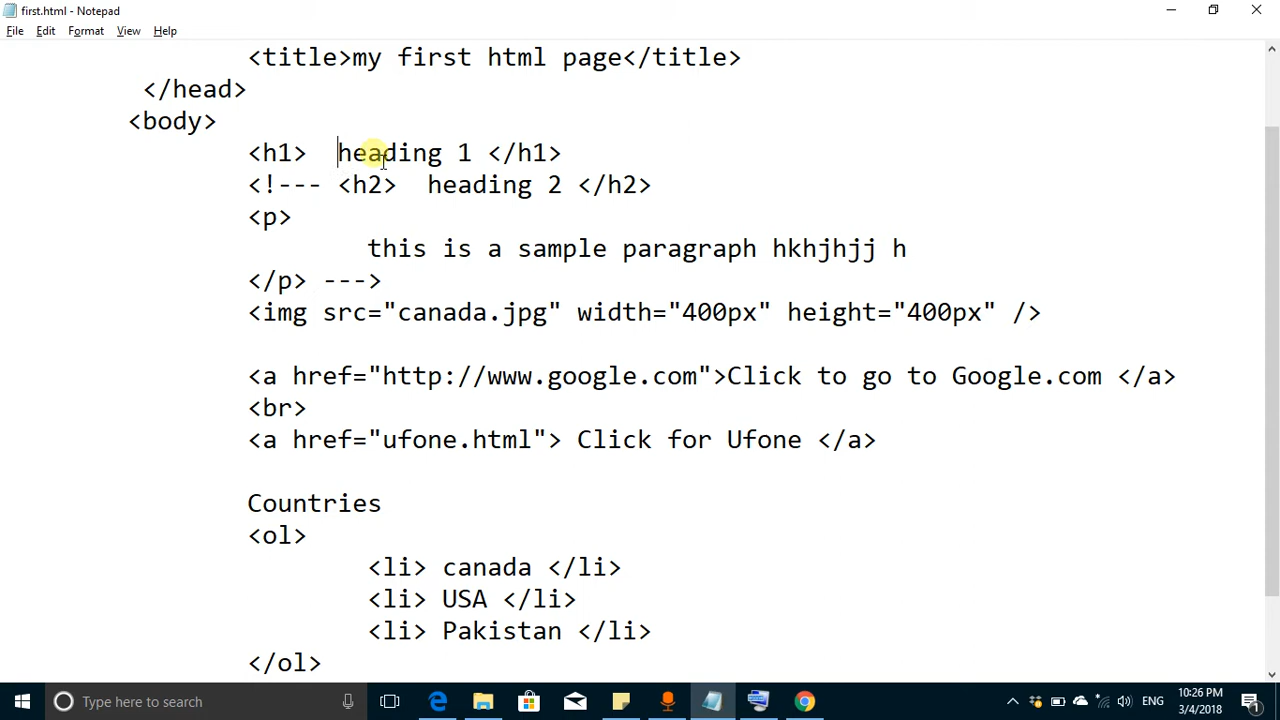 first.html - Notepad
File Edit Format View Help
<title>my first html page</title>
</head>
<body>
<h1>  heading 1 </h1>
<!--- <h2>  heading 2 </h2>
<p>
this is a sample paragraph hkhjhjj h
</p> --->
<img src="canada.jpg" width="400px" height="400px" />
<a href="http://www.google.com">Click to go to Google.com </a>
<br>
<a href="ufone.html"> Click for Ufone </a>
Countries
<ol>
<li> canada </li>
<li> USA </li>
<li> Pakistan </li>
</ol>
Type here to search
ENG
10:26 PM
3/4/2018
1